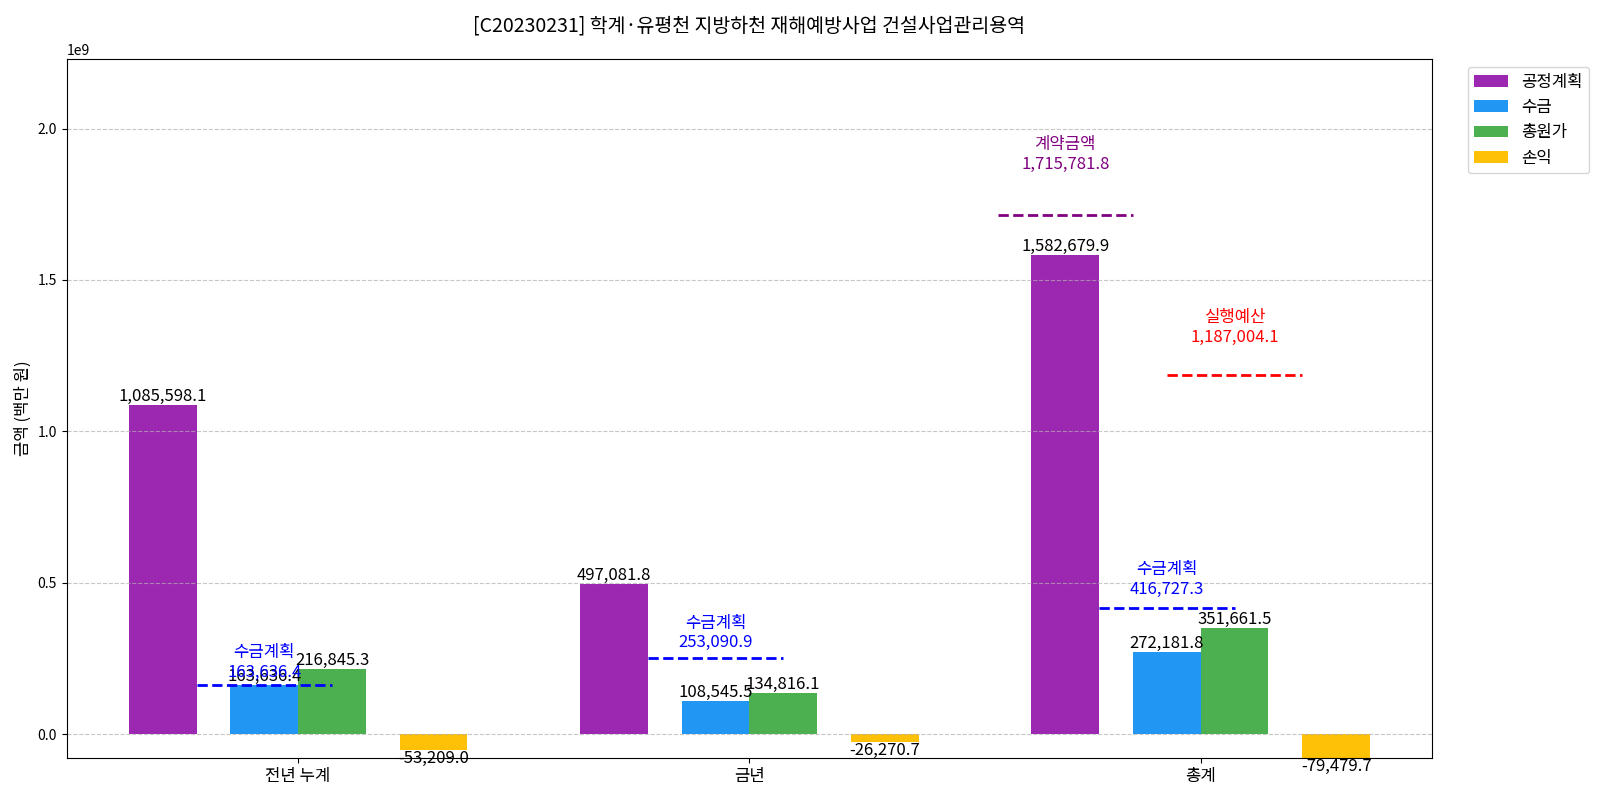 [C20230231] 학계·유평천 지방하천 재해예방사업 건설사업관리용역
1e9
공정계획
수금
총원가
손익
금액 (백만 원)
2.0
1.5
1.0
0.5
0.0
계약금액
1,715,781.8
1,582,679.9
실행예산
1,187,004.1
1,085,598.1
497,081.8
수금계획
416,727.3
351,661.5
272,181.8
수금계획
253,090.9
134,816.1
108,545.5
수금계획
163,636.4
163,636.4
216,845.3
-53,209.0
-26,270.7
-79,479.7
전년 누계
금년
총계